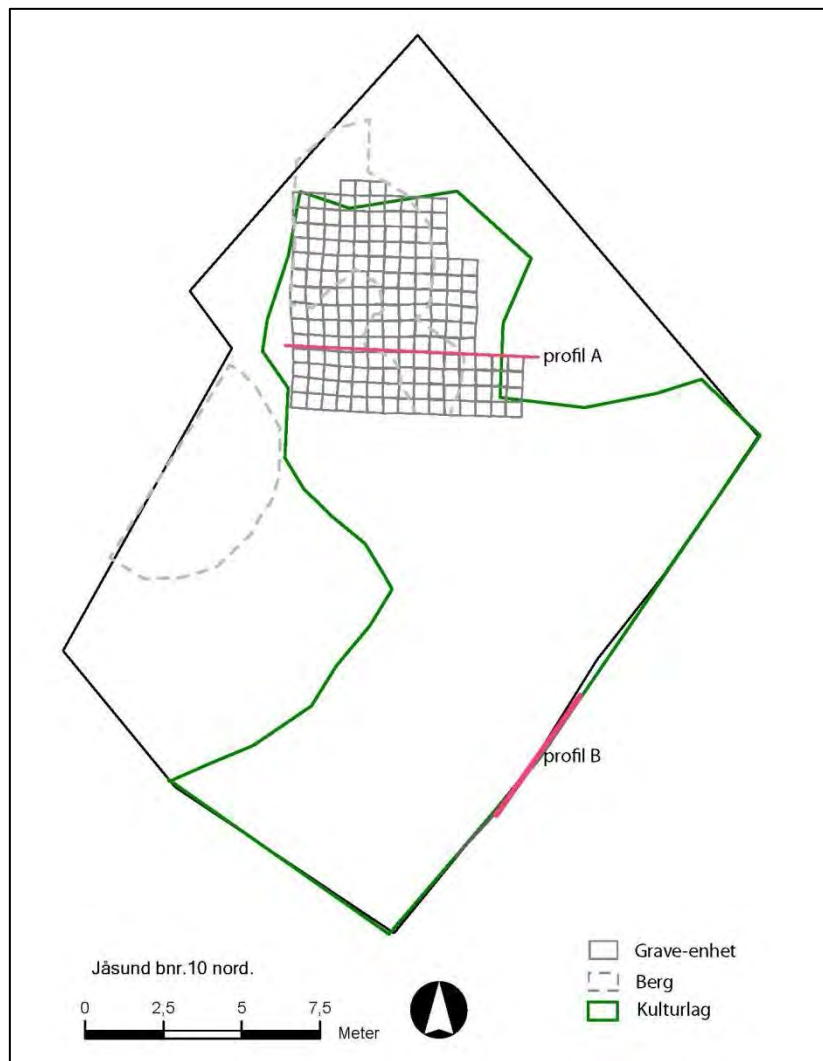 profil A
profil B
Jåsund bnr.10 nord.
0 2,5 5 7,5
Meter
Grave-enhet
Berg
Kulturlag